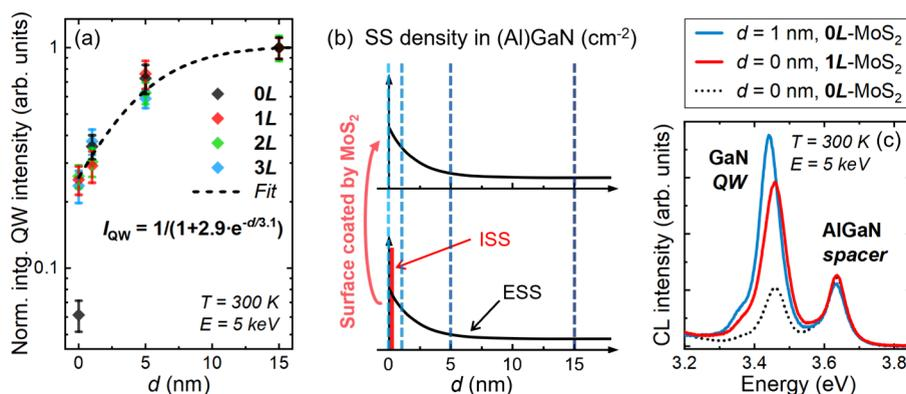 (a)
Norm. intg. QW intensity (arb. units)
1
0.1
0L
1L
2L
3L
Fit
I_QW = 1/(1+2.9·e^-d/3.1)
T = 300 K
E = 5 keV
0 5 10 15
d (nm)
(b) SS density in (Al)GaN (cm⁻²)
Surface coated by MoS₂
ISS
ESS
0 5 10 15
d (nm)
d = 1 nm, 0L-MoS₂
d = 0 nm, 1L-MoS₂
d = 0 nm, 0L-MoS₂
CL intensity (arb. units)
T = 300 K (c)
E = 5 keV
GaN
QW
AlGaN
spacer
3.2 3.4 3.6 3.8
Energy (eV)